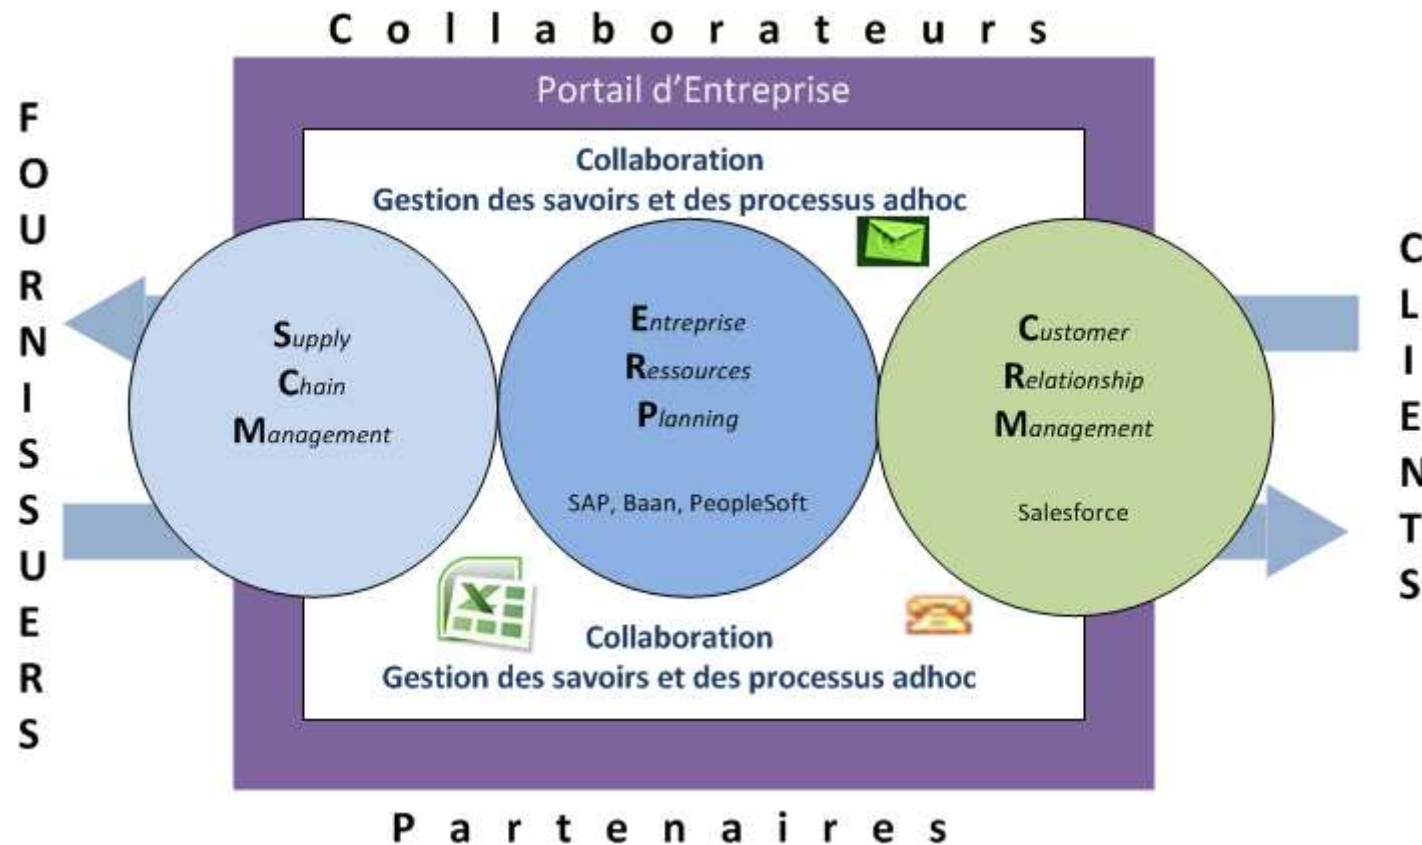 Collaborateurs
Portail d'Entreprise
Collaboration
Gestion des savoirs et des processus adhoc
FOURNISSEURS
Supply
Chain
Management
Entreprise
Ressources
Planning
SAP, Baan, PeopleSoft
Customer
Relationship
Management
Salesforce
CLIENTS
Collaboration
Gestion des savoirs et des processus adhoc
Partenaires